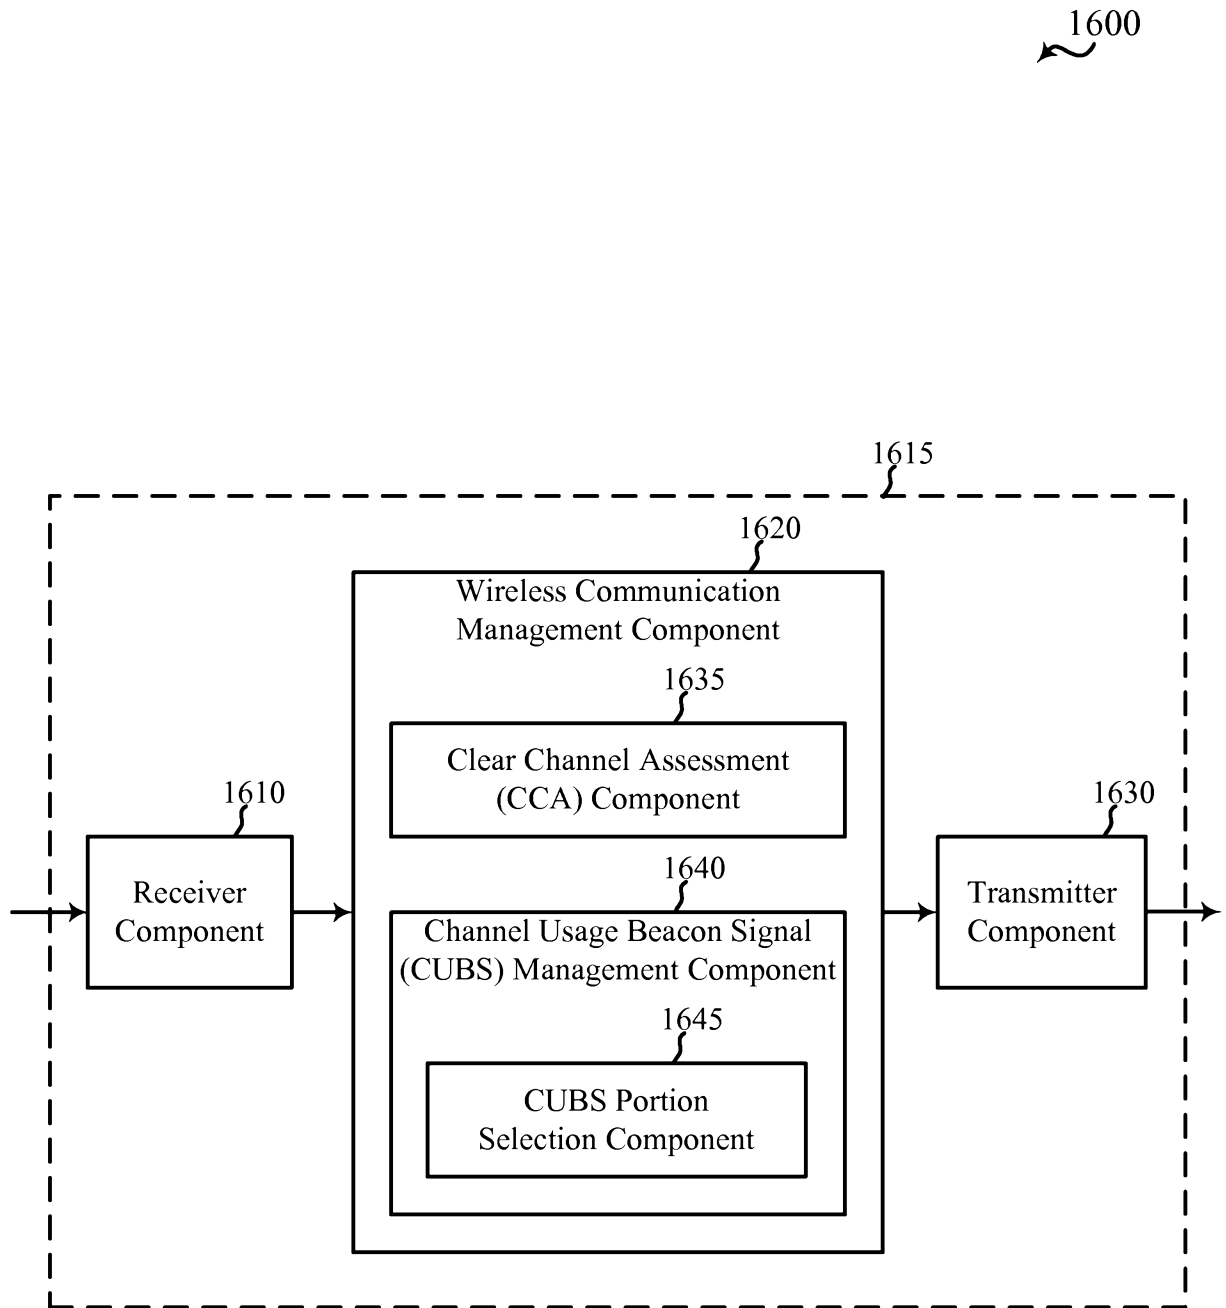 1600
1615
1620
Wireless Communication
Management Component
1635
Clear Channel Assessment
(CCA) Component
1610
Receiver
Component
1630
Transmitter
Component
1640
Channel Usage Beacon Signal
(CUBS) Management Component
1645
CUBS Portion
Selection Component